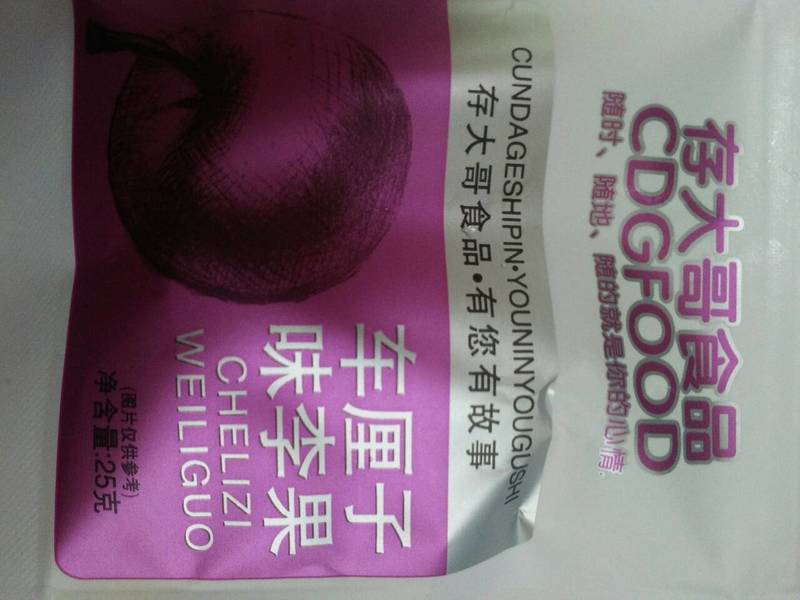 存大哥食品
CDGFOOD
随时、随地、随的就是你的心情
CUNDAGESHIPIN•YOUNINYOUGUSHI
存大哥食品•有您有故事
车厘子
味李果
CHELIZI
WEILIGUO
(图片仅供参考)
净含量:25克